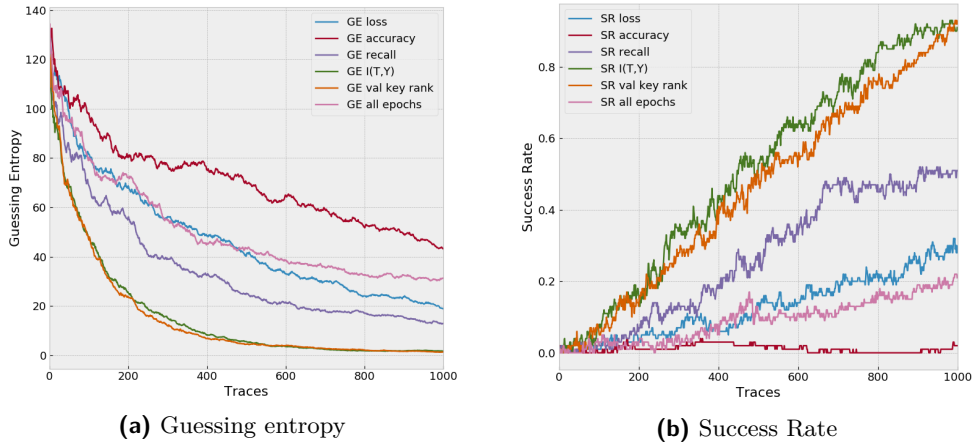 140
120
100
80
60
40
20
0
Guessing Entropy
GE loss
GE accuracy
GE recall
GE I(T,Y)
GE val key rank
GE all epochs
0 200 400 600 800 1000
Traces
(a) Guessing entropy
0.8
0.6
0.4
0.2
0.0
Success Rate
SR loss
SR accuracy
SR recall
SR I(T,Y)
SR val key rank
SR all epochs
0 200 400 600 800 1000
Traces
(b) Success Rate